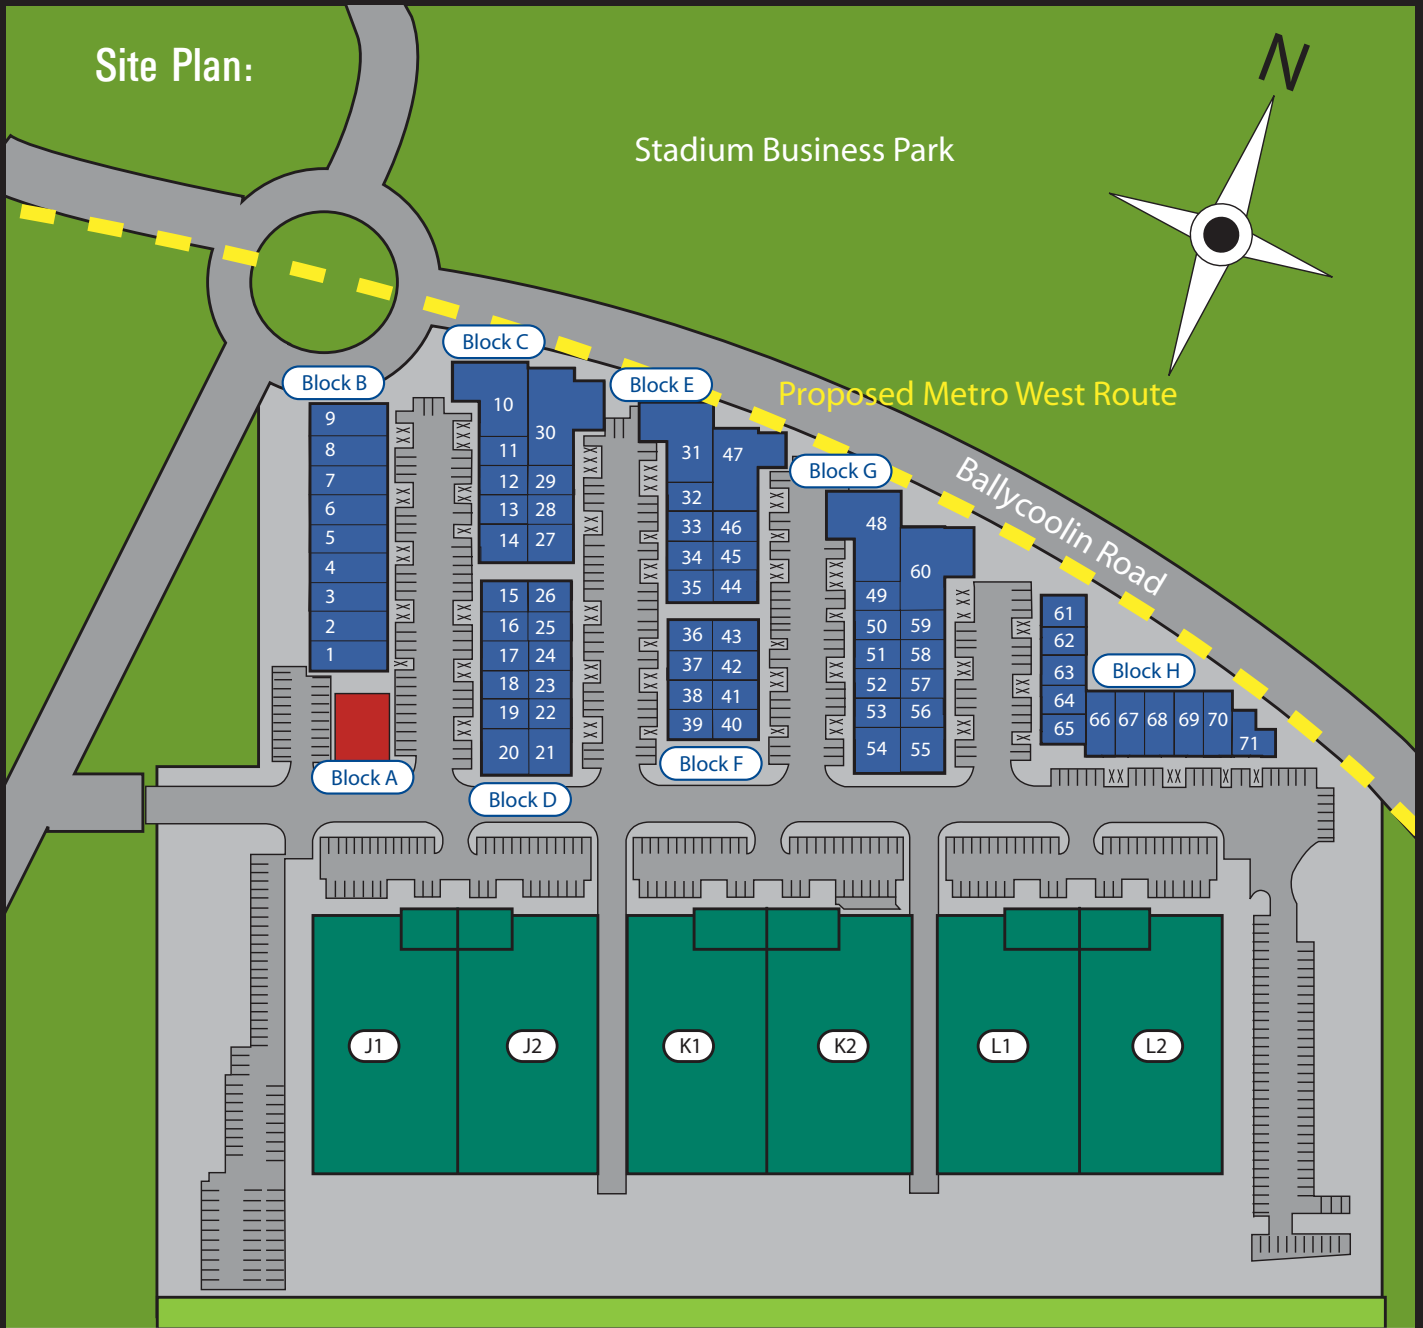 Site Plan:
N
Stadium Business Park
Proposed Metro West Route
Ballycoolin Road
Block B
9
8
7
6
5
4
3
2
1
Block A
Block C
10
30
11
12 29
13 28
14 27
15 26
16 25
17 24
18 23
19 22
20 21
Block D
Block E
31 47
32
33 46
34 45
35 44
36 43
37 42
38 41
39 40
Block F
Block G
48
60
49
50 59
51 58
52 57
53 56
54 55
61
62
63
64
65
Block H
66 67 68 69 70
71
J1 J2 K1 K2 L1 L2